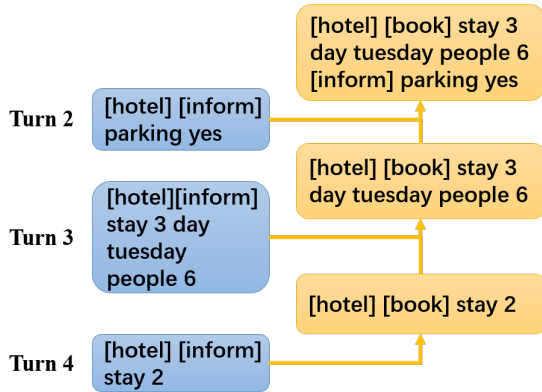 [hotel] [book] stay 3
day tuesday people 6
[inform] parking yes
Turn 2
[hotel] [inform]
parking yes
[hotel] [book] stay 3
day tuesday people 6
Turn 3
[hotel][inform]
stay 3 day
tuesday
people 6
[hotel] [book] stay 2
Turn 4
[hotel] [inform]
stay 2